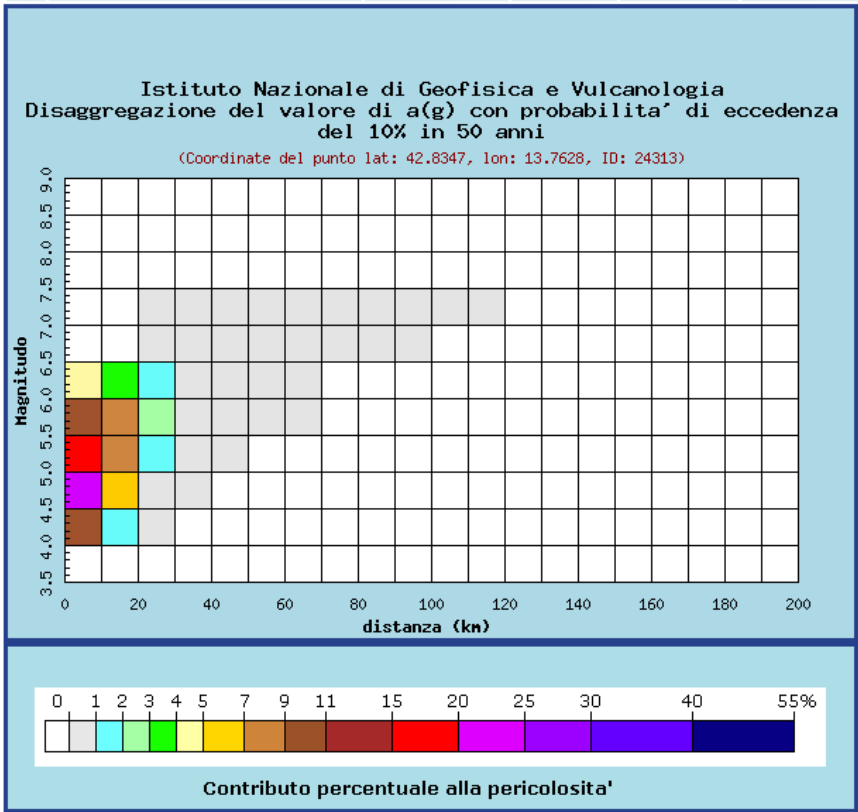 Istituto Nazionale di Geofisica e Vulcanologia
Disaggregazione del valore di a(g) con probabilita' di eccedenza
del 10% in 50 anni
(Coordinate del punto lat: 42.8347, lon: 13.7628, ID: 24313)
Magnitudo
9.0
8.5
8.0
7.5
7.0
6.5
6.0
5.5
5.0
4.5
4.0
3.5
0 20 40 60 80 100 120 140 160 180 200
distanza (km)
0 1 2 3 4 5 7 9 11 15 20 25 30 40 55%
Contributo percentuale alla pericolosita'